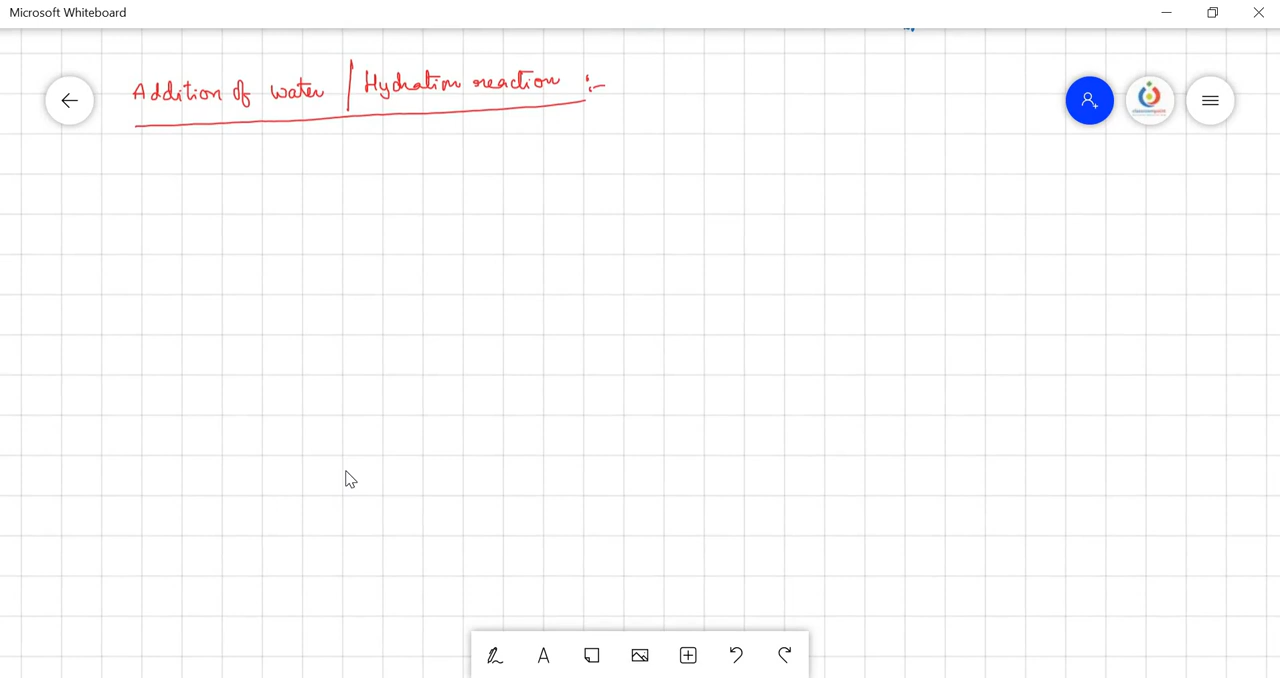 Microsoft Whiteboard
Addition of water | Hydration reaction :-